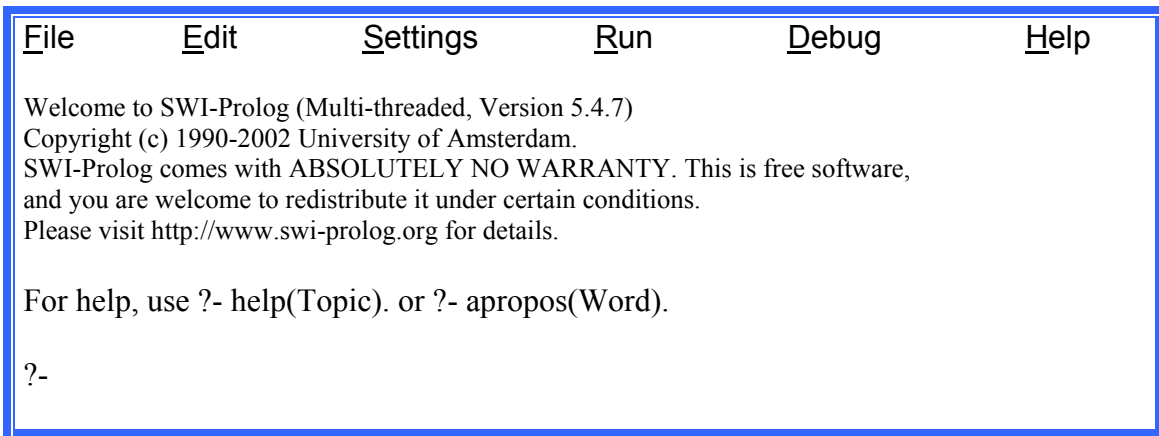 File Edit Settings Run Debug Help
Welcome to SWI-Prolog (Multi-threaded, Version 5.4.7)
Copyright (c) 1990-2002 University of Amsterdam.
SWI-Prolog comes with ABSOLUTELY NO WARRANTY. This is free software,
and you are welcome to redistribute it under certain conditions.
Please visit http://www.swi-prolog.org for details.
For help, use ?- help(Topic). or ?- apropos(Word).
?-